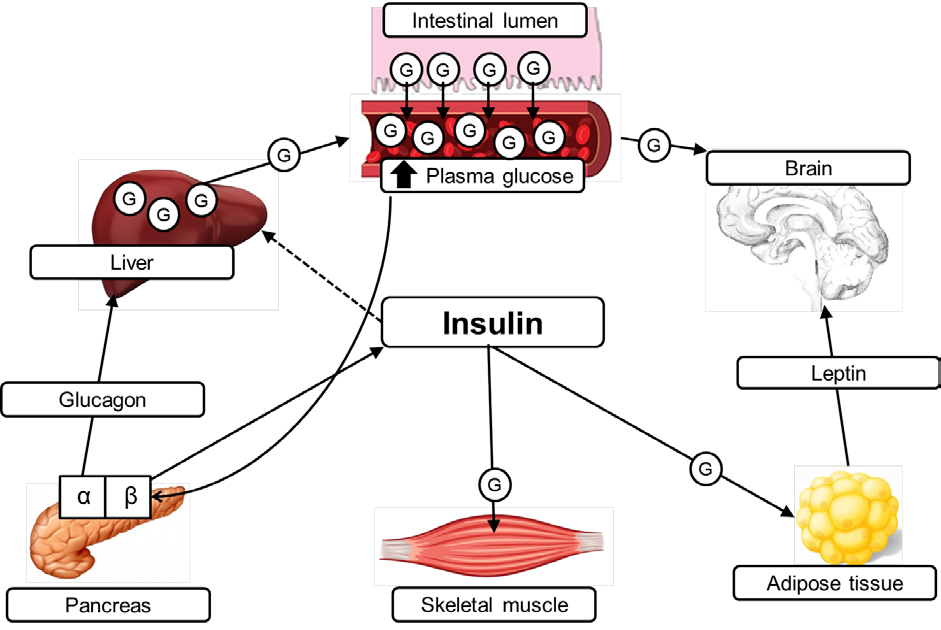 Intestinal lumen
G G G G
G G G G G
G
G
Plasma glucose
Brain
G G G
Liver
Insulin
Leptin
Glucagon
G
G
α β
Pancreas
Skeletal muscle
Adipose tissue